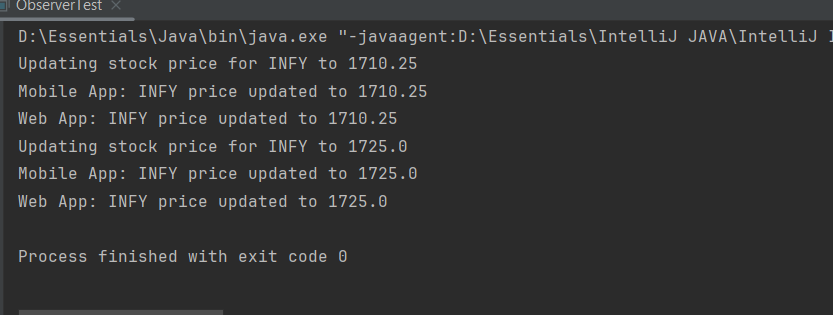 ObserverTest
D:\Essentials\Java\bin\java.exe "-javaagent:D:\Essentials\IntelliJ JAVA\IntelliJ
Updating stock price for INFY to 1710.25
Mobile App: INFY price updated to 1710.25
Web App: INFY price updated to 1710.25
Updating stock price for INFY to 1725.0
Mobile App: INFY price updated to 1725.0
Web App: INFY price updated to 1725.0
Process finished with exit code 0